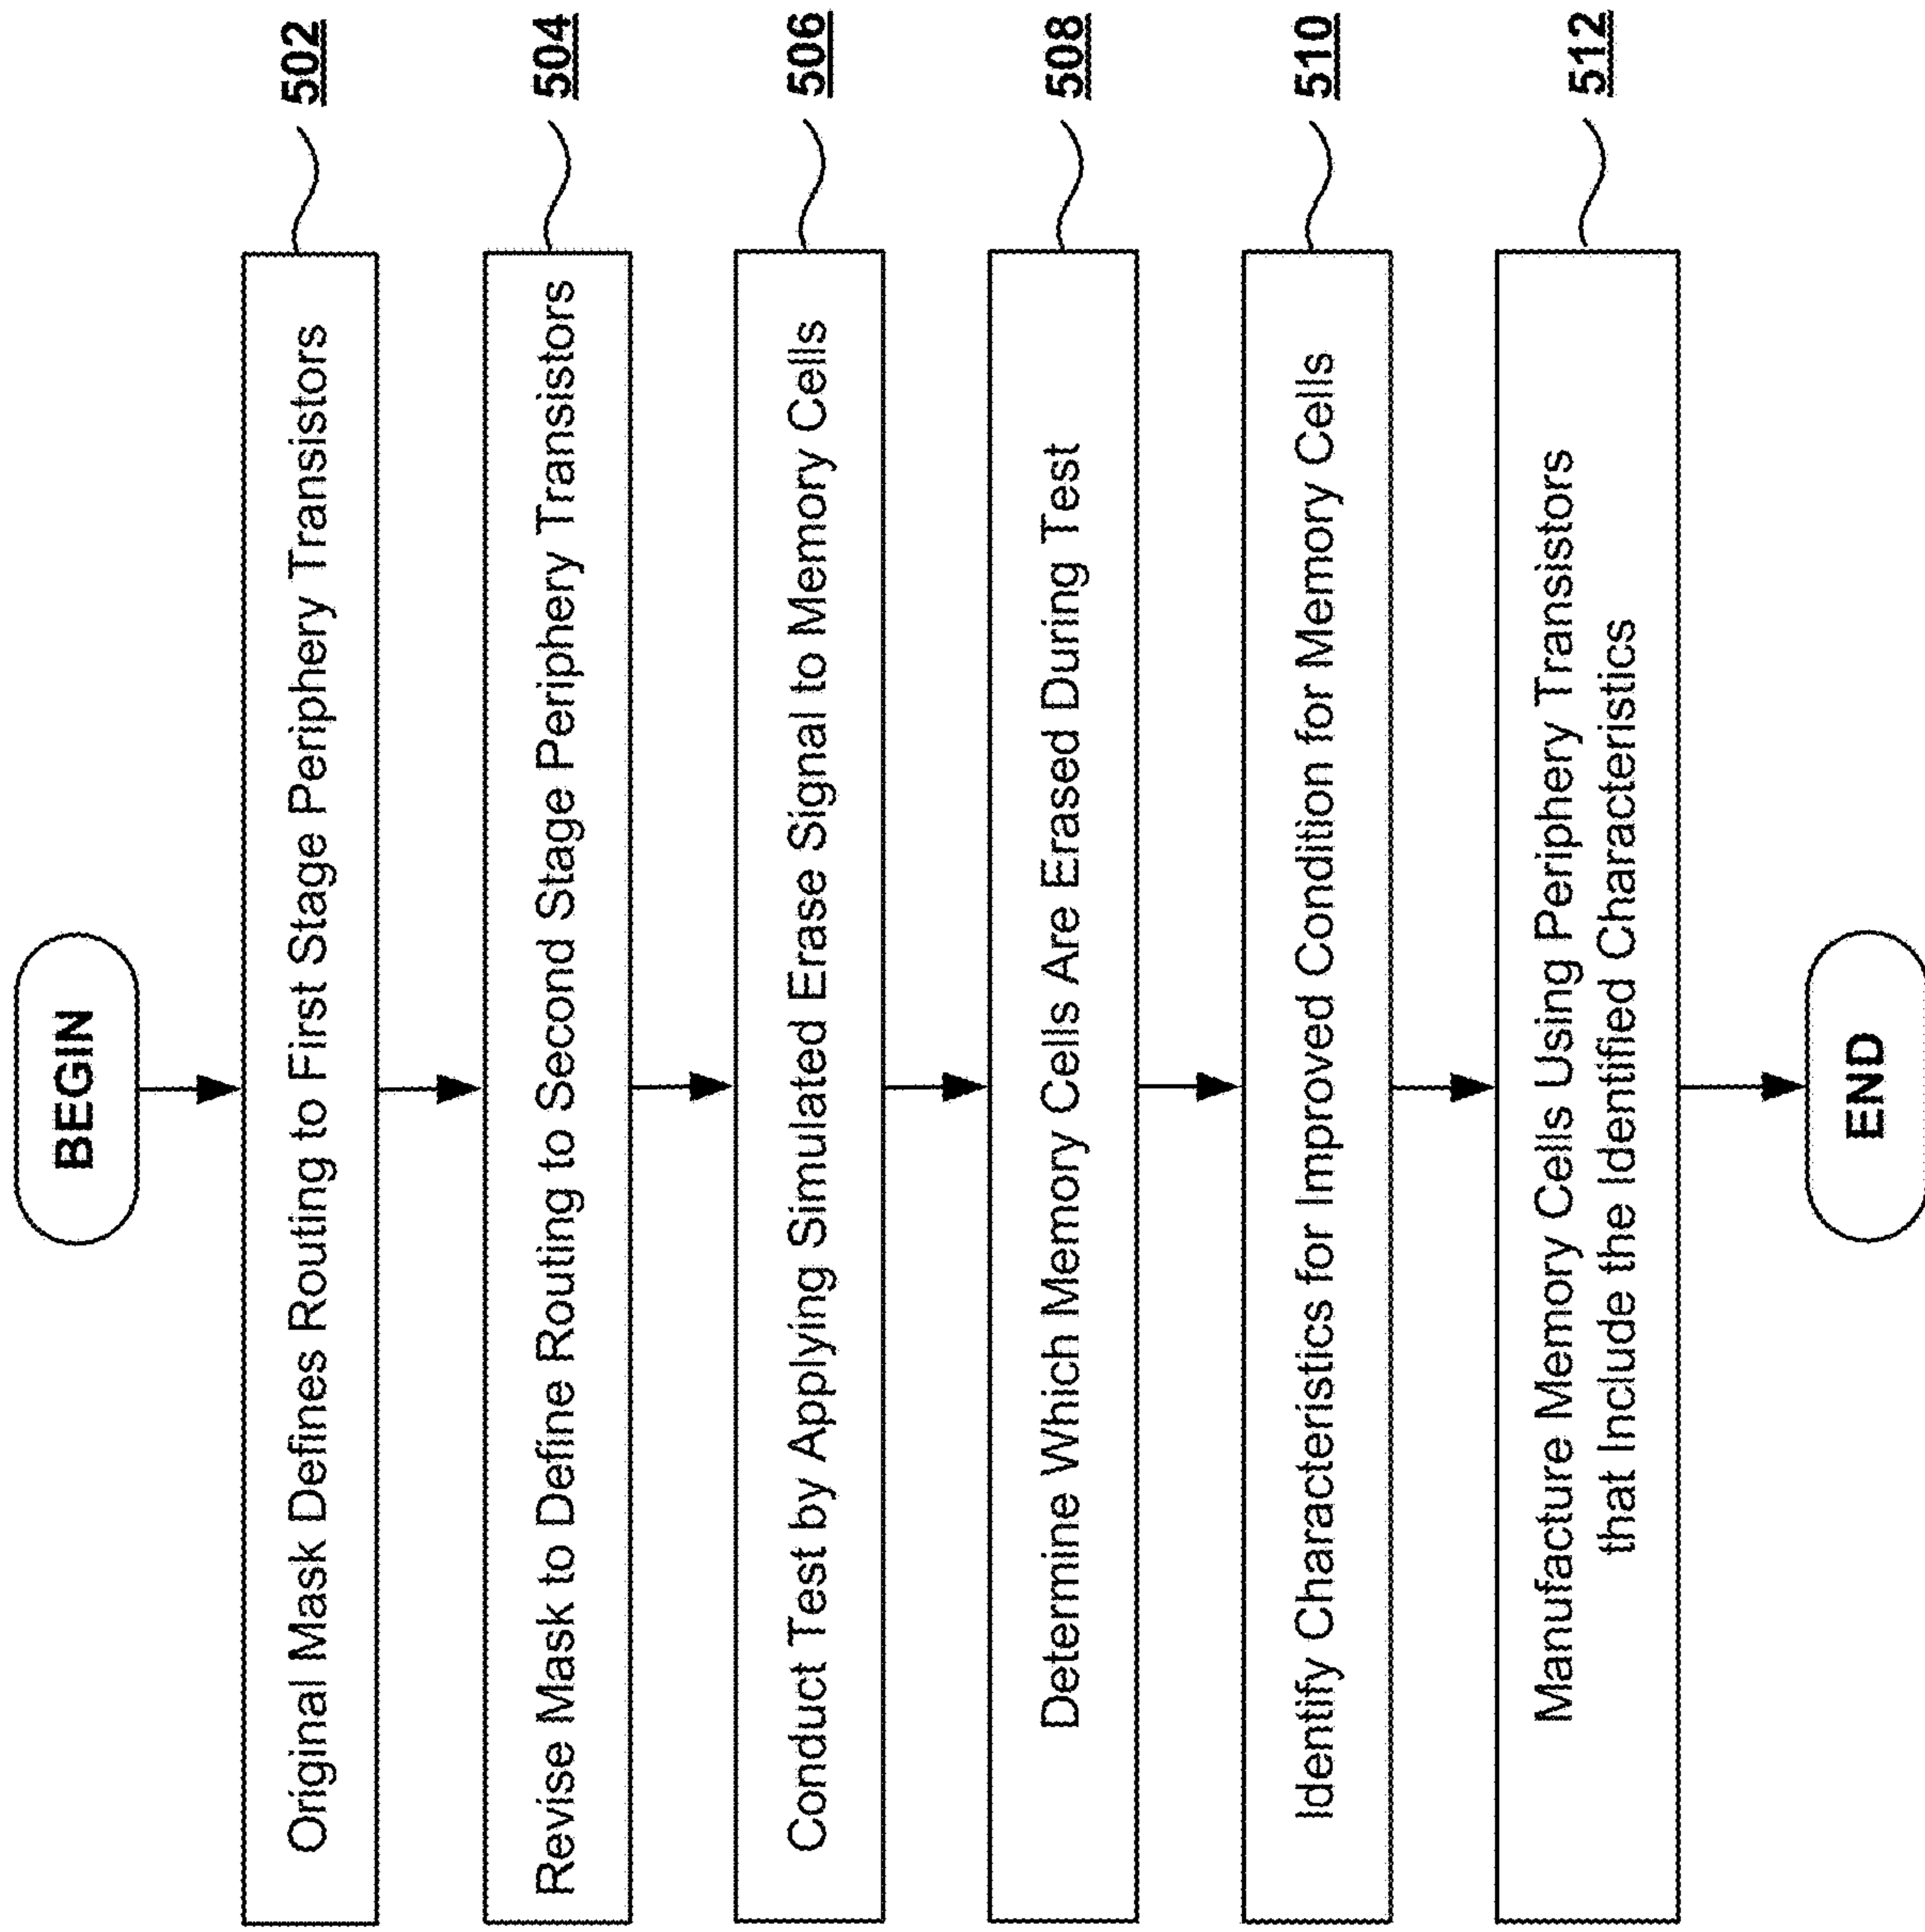 BEGIN
Original Mask Defines Routing to First Stage Periphery Transistors
502
Revise Mask to Define Routing to Second Stage Periphery Transistors
504
Conduct Test by Applying Simulated Erase Signal to Memory Cells
506
Determine Which Memory Cells Are Erased During Test
508
Identify Characteristics for Improved Condition for Memory Cells
510
Manufacture Memory Cells Using Periphery Transistors
that Include the Identified Characteristics
512
END